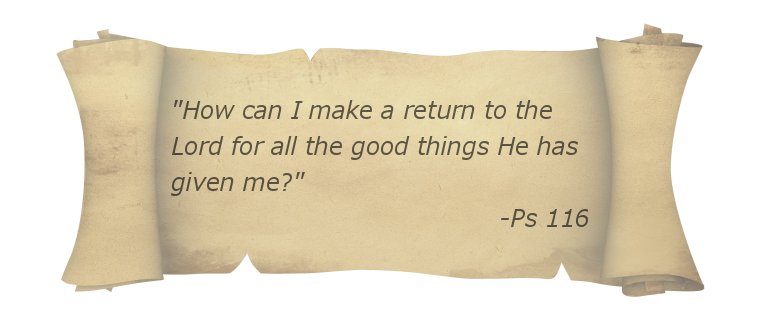 "How can I make a return to the
Lord for all the good things He has
given me?"
-Ps 116